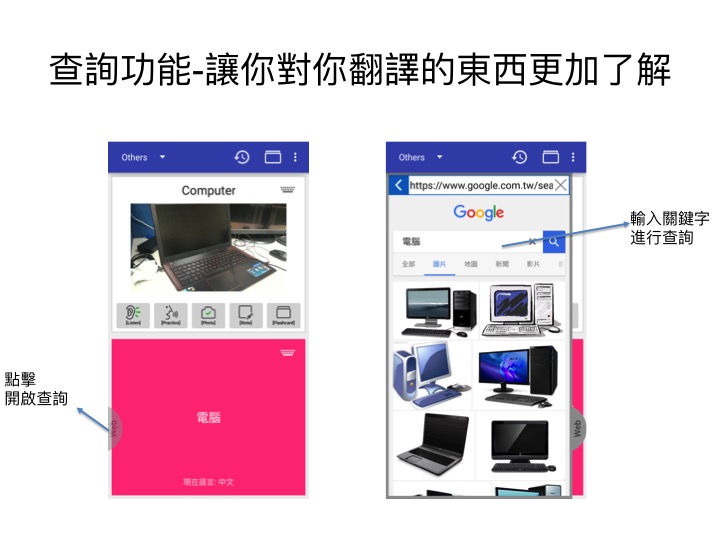 查詢功能-讓你對你翻譯的東西更加了解
Others
Computer
[Listen]
[Practice]
[Photo]
[Note]
[Flashcard]
電腦
現在語言: 中文
Web
點擊
開啟查詢
Others
https://www.google.com.tw/sea
Google
電腦
全部
圖片
地圖
新聞
影片
Web
輸入關鍵字
進行查詢